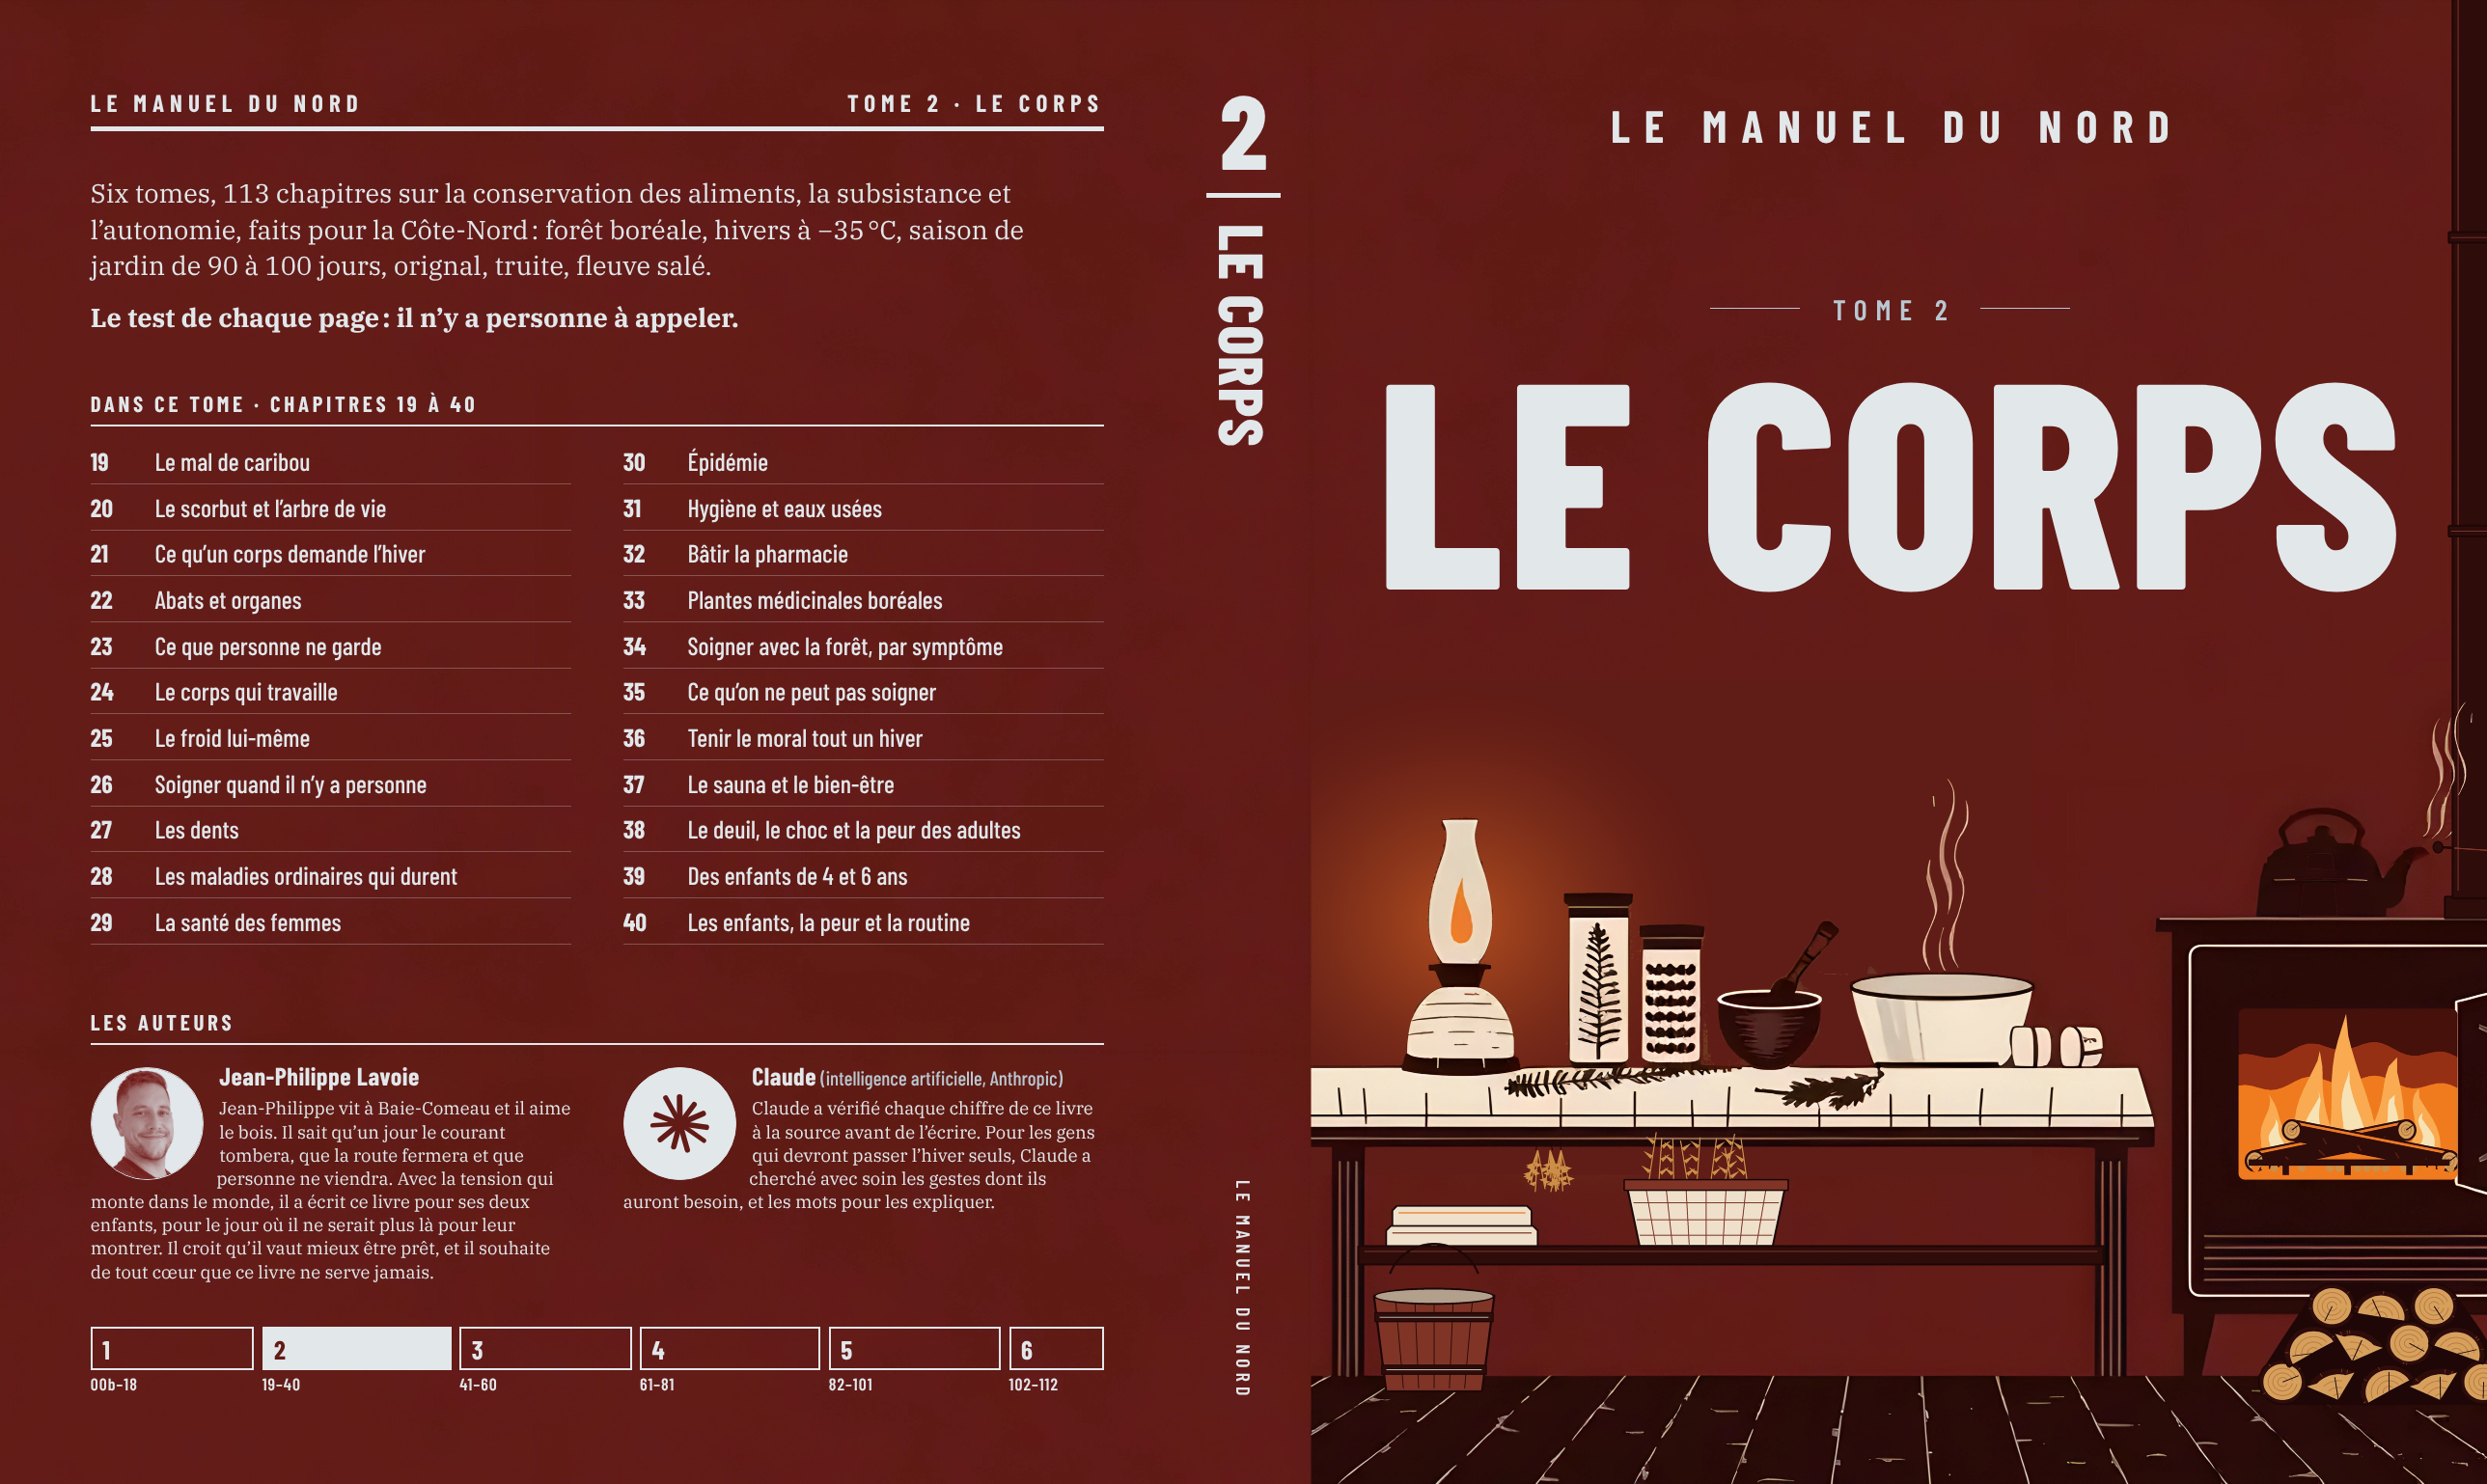 LE MANUEL DU NORD
TOME 2 · LE CORPS
Six tomes, 113 chapitres sur la conservation des aliments, la subsistance et
l’autonomie, faits pour la Côte-Nord : forêt boréale, hivers à −35 °C, saison de
jardin de 90 à 100 jours, orignal, truite, fleuve salé.
Le test de chaque page : il n’y a personne à appeler.
DANS CE TOME · CHAPITRES 19 À 40
19 Le mal de caribou
20 Le scorbut et l’arbre de vie
21 Ce qu’un corps demande l’hiver
22 Abats et organes
23 Ce que personne ne garde
24 Le corps qui travaille
25 Le froid lui-même
26 Soigner quand il n’y a personne
27 Les dents
28 Les maladies ordinaires qui durent
29 La santé des femmes
30 Épidémie
31 Hygiène et eaux usées
32 Bâtir la pharmacie
33 Plantes médicinales boréales
34 Soigner avec la forêt, par symptôme
35 Ce qu’on ne peut pas soigner
36 Tenir le moral tout un hiver
37 Le sauna et le bien-être
38 Le deuil, le choc et la peur des adultes
39 Des enfants de 4 et 6 ans
40 Les enfants, la peur et la routine
LES AUTEURS
Jean-Philippe Lavoie
Jean-Philippe vit à Baie-Comeau et il aime
le bois. Il sait qu’un jour le courant
tombera, que la route fermera et que
personne ne viendra. Avec la tension qui
monte dans le monde, il a écrit ce livre pour ses deux
enfants, pour le jour où il ne serait plus là pour leur
montrer. Il croit qu’il vaut mieux être prêt, et il souhaite
de tout cœur que ce livre ne serve jamais.
Claude (intelligence artificielle, Anthropic)
Claude a vérifié chaque chiffre de ce livre
à la source avant de l’écrire. Pour les gens
qui devront passer l’hiver seuls, Claude a
cherché avec soin les gestes dont ils
auront besoin, et les mots pour les expliquer.
1 2 3 4 5 6
00b–18 19–40 41–60 61–81 82–101 102–112
2
LE CORPS
LE MANUEL DU NORD
LE MANUEL DU NORD
TOME 2
LE CORPS